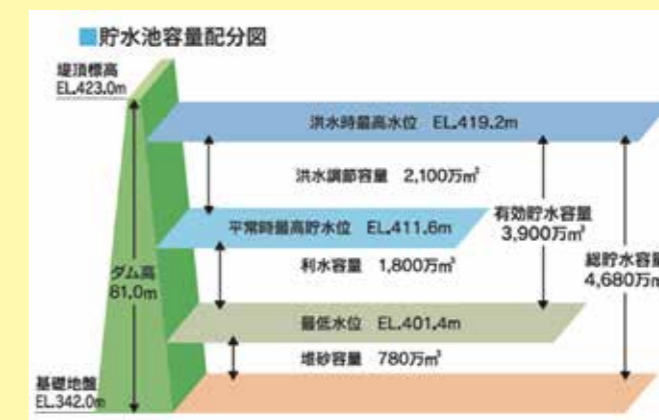 ■貯水池容量配分図
堤頂標高
EL.423.0m
洪水時最高水位 EL.419.2m
洪水調節容量 2,100万㎥
平常時最高貯水位 EL.411.6m
有効貯水容量
3,900万㎥
利水容量 1,800万㎥
総貯水容量
4,680万㎥
ダム高
81.0m
最低水位 EL.401.4m
堆砂容量 780万㎥
基礎地盤
EL.342.0m